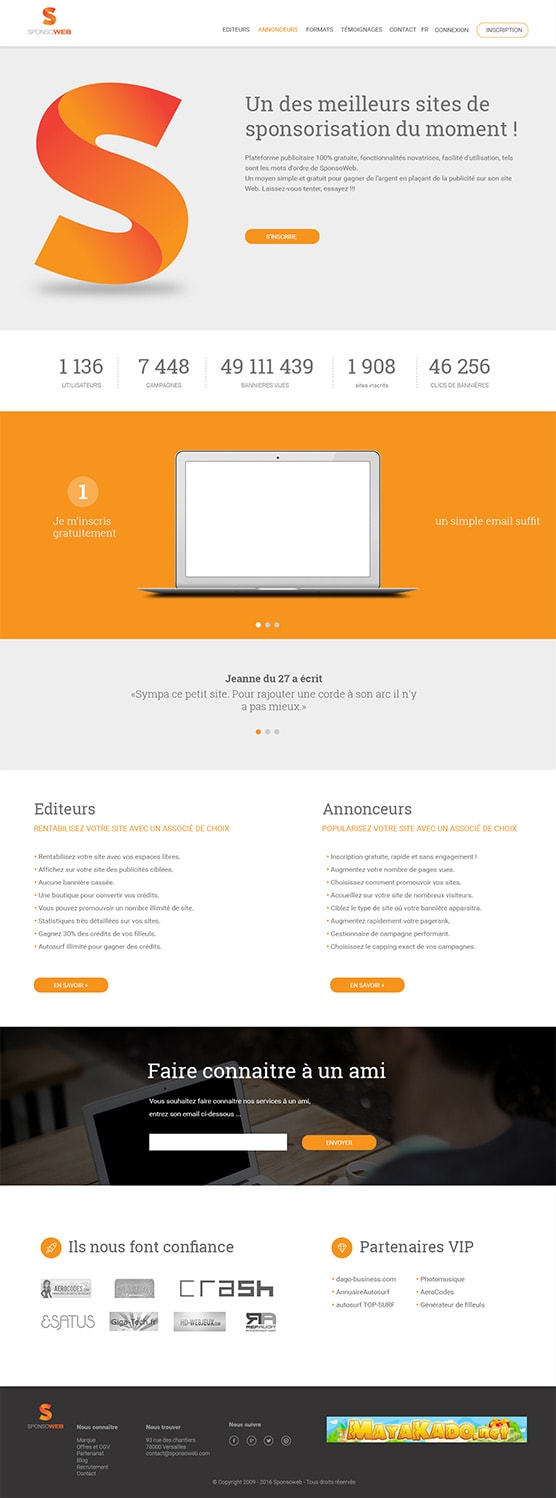 SPONSOWEB
EDITEURS ANNONCEURS FORMATS TÉMOIGNAGES CONTACT FR CONNEXION INSCRIPTION
Un des meilleurs sites de
sponsorisation du moment !
Plateforme publicitaire 100% gratuite, fonctionnalités novatrices, facilité d'utilisation, tels
sont les mots d'ordre de SponsoWeb.
Un moyen simple et gratuit pour gagner de l'argent en plaçant de la publicité sur son site
Web. Laissez-vous tenter, essayez !!!
S'INSCRIRE
1 136 7 448 49 111 439 1 908 46 256
UTILISATEURS CAMPAGNES BANNIERES VUES sites inscrits CLICS DE BANNIÈRES
1
Je m'inscris
gratuitement
un simple email suffit
Jeanne du 27 a écrit
«Sympa ce petit site. Pour rajouter une corde à son arc il n'y
a pas mieux.»
Editeurs
RENTABILISEZ VOTRE SITE AVEC UN ASSOCIÉ DE CHOIX
• Rentabilisez votre site avec vos espaces libres.
• Affichez sur votre site des publicités ciblées.
• Aucune bannière cassée.
• Une boutique pour convertir vos crédits.
• Vous pouvez promouvoir un nombre illimité de site.
• Statistiques très détaillées sur vos sites.
• Gagnez 30% des crédits de vos filleuls.
• Autosurf illimité pour gagner des crédits.
EN SAVOIR +
Annonceurs
POPULARISEZ VOTRE SITE AVEC UN ASSOCIÉ DE CHOIX
• Inscription gratuite, rapide et sans engagement !
• Augmentez votre nombre de pages vues.
• Choisissez comment promouvoir vos sites.
• Accueillez sur votre site de nombreux visiteurs.
• Ciblez le type de site où votre bannière apparaitra.
• Augmentez rapidement votre pagerank.
• Gestionnaire de campagne performant.
• Choisissez le capping exact de vos campagnes.
EN SAVOIR +
Faire connaitre à un ami
Vous souhaitez faire connaitre nos services à un ami,
entrez son email ci-dessous ...
ENVOYER
Ils nous font confiance
AEROCODES.COM
CRASH
ESATUS Giga-Tech.fr HD-WEBJEUX.COM RA
REFAUDIT
Partenaires VIP
• dago-business.com
• AnnuaireAutosurf
• autosurf TOP-SURF
• Photomusique
• AeroCodes
• Générateur de filleuls
SPONSOWEB
Nous connaître
Marque
Offres et DGV
Partenariat
Blog
Recrutement
Contact
Nous trouver
93 rue des chantiers
78000 Versailles
contact@sponsoweb.com
Nous suivre
MAYAKADO.net
© Copyright 2009 - 2016 Sponsoweb - Tous droits réservés